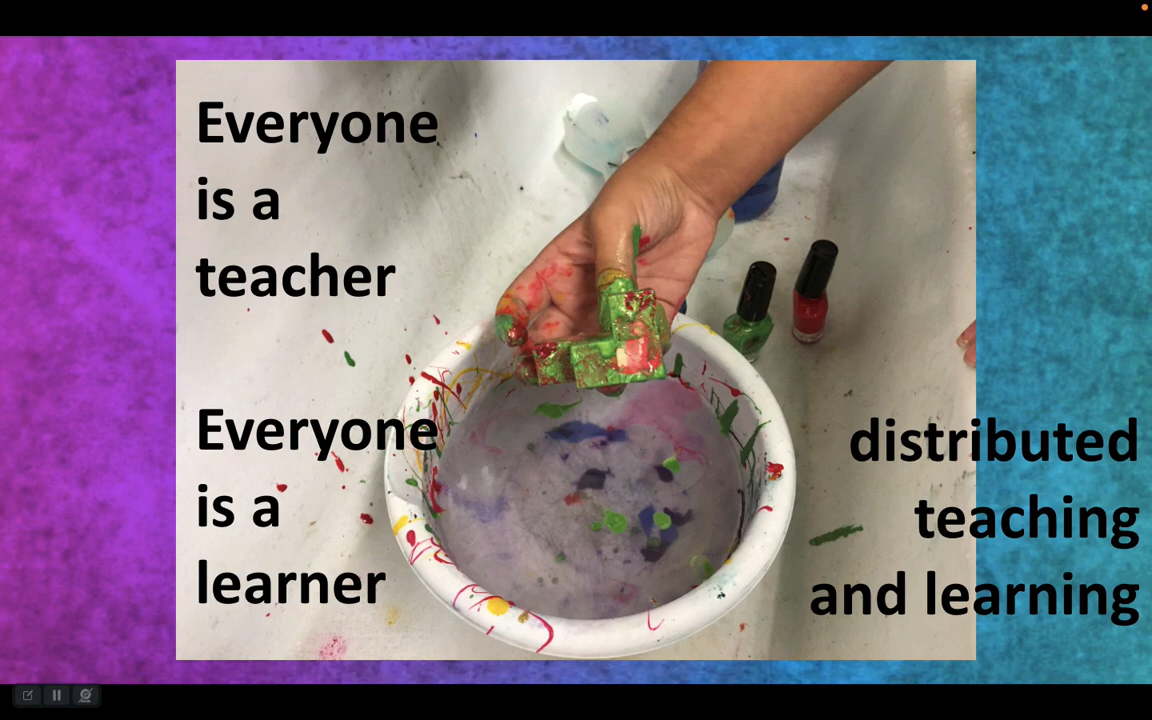 Everyone
is a
teacher
Everyone
is a
learner
distributed
teaching
and learning